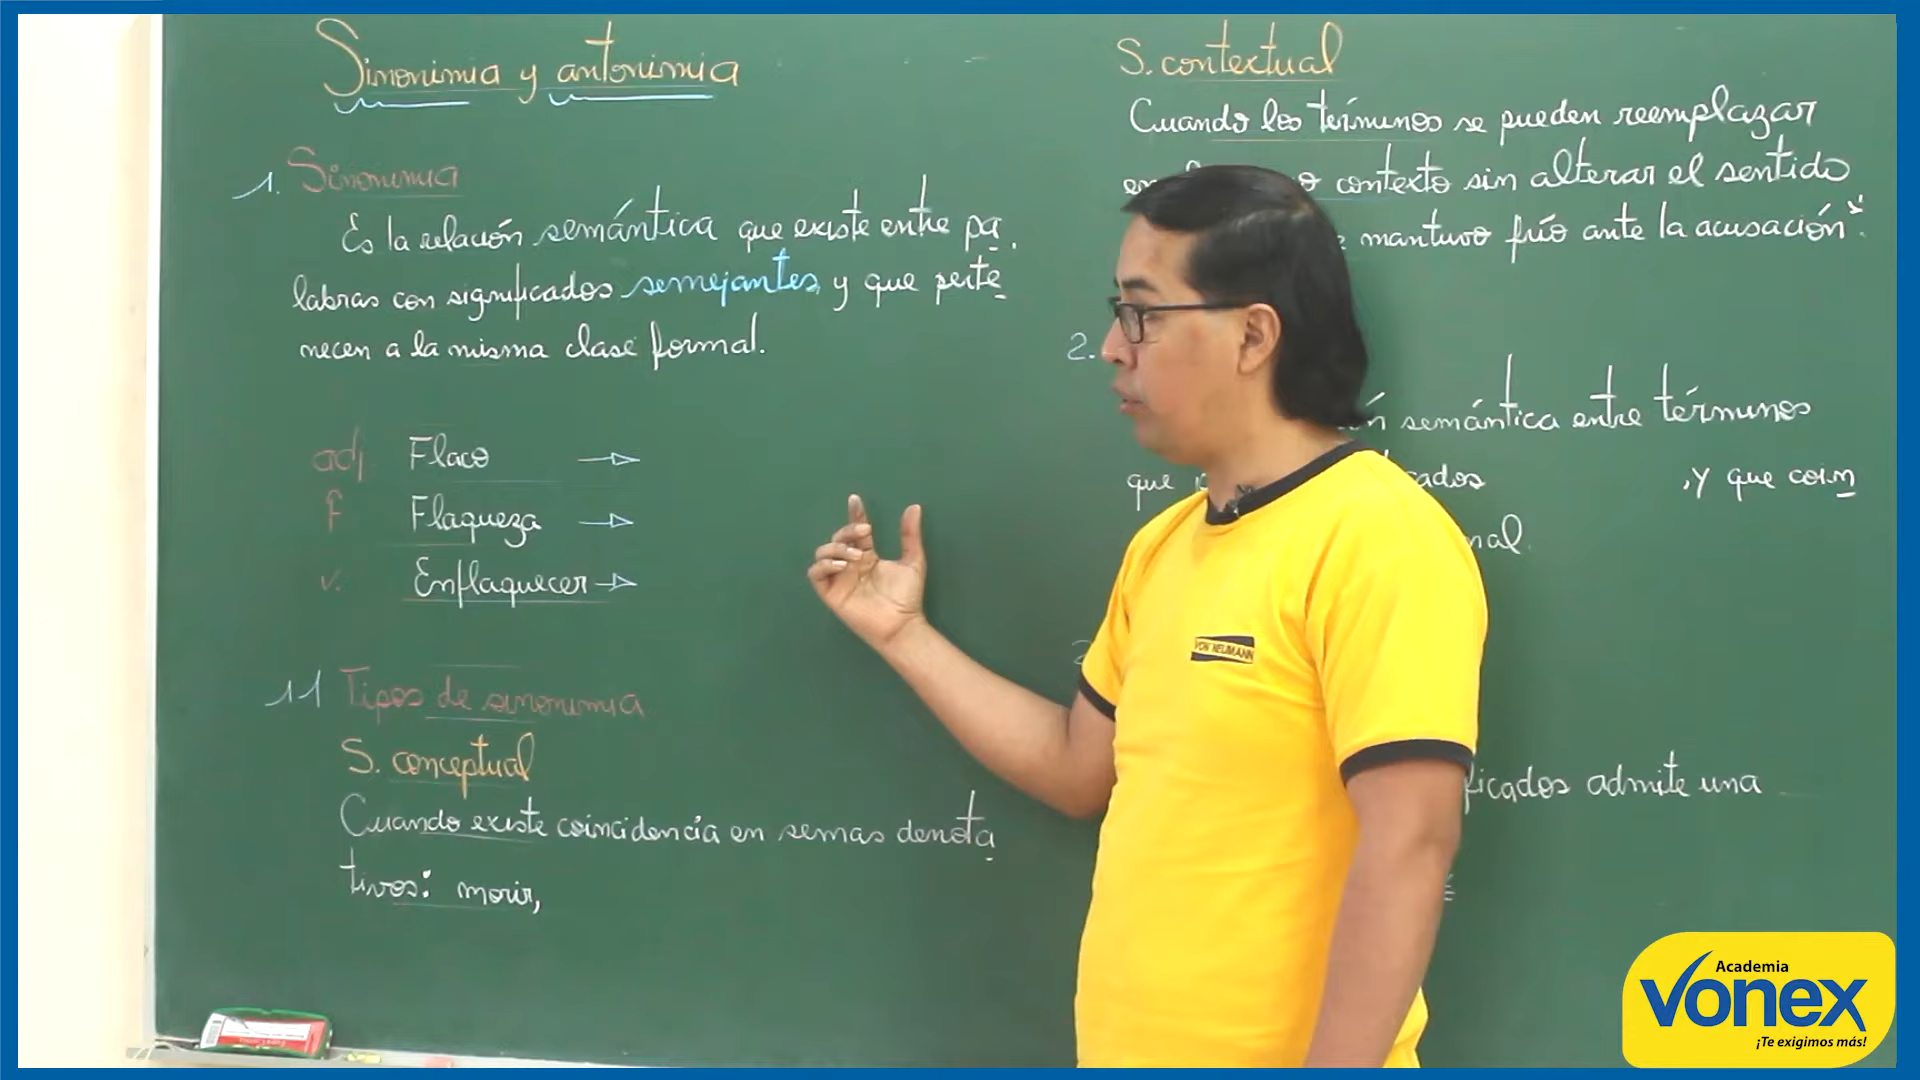 Sinonimia y antonimia
1. Sinonimia
Es la relación semántica que existe entre pa
labras con significados semejantes, y que perte
necen a la misma clase formal.
adj. Flaco
f Flaqueza
v. Enflaquecer
1.1 Tipos de sinonimia
S. conceptual
Cuando existe coincidencia en semas denota
tivos: morir,
S. contextual
Cuando los términos se pueden reemplazar
contexto sin alterar el sentido
mantuvo frío ante la acusación".
2.
semántica entre términos
que , y que com
ficados admite una
VON NEUMANN
Academia
VONEX
¡Te exigimos más!